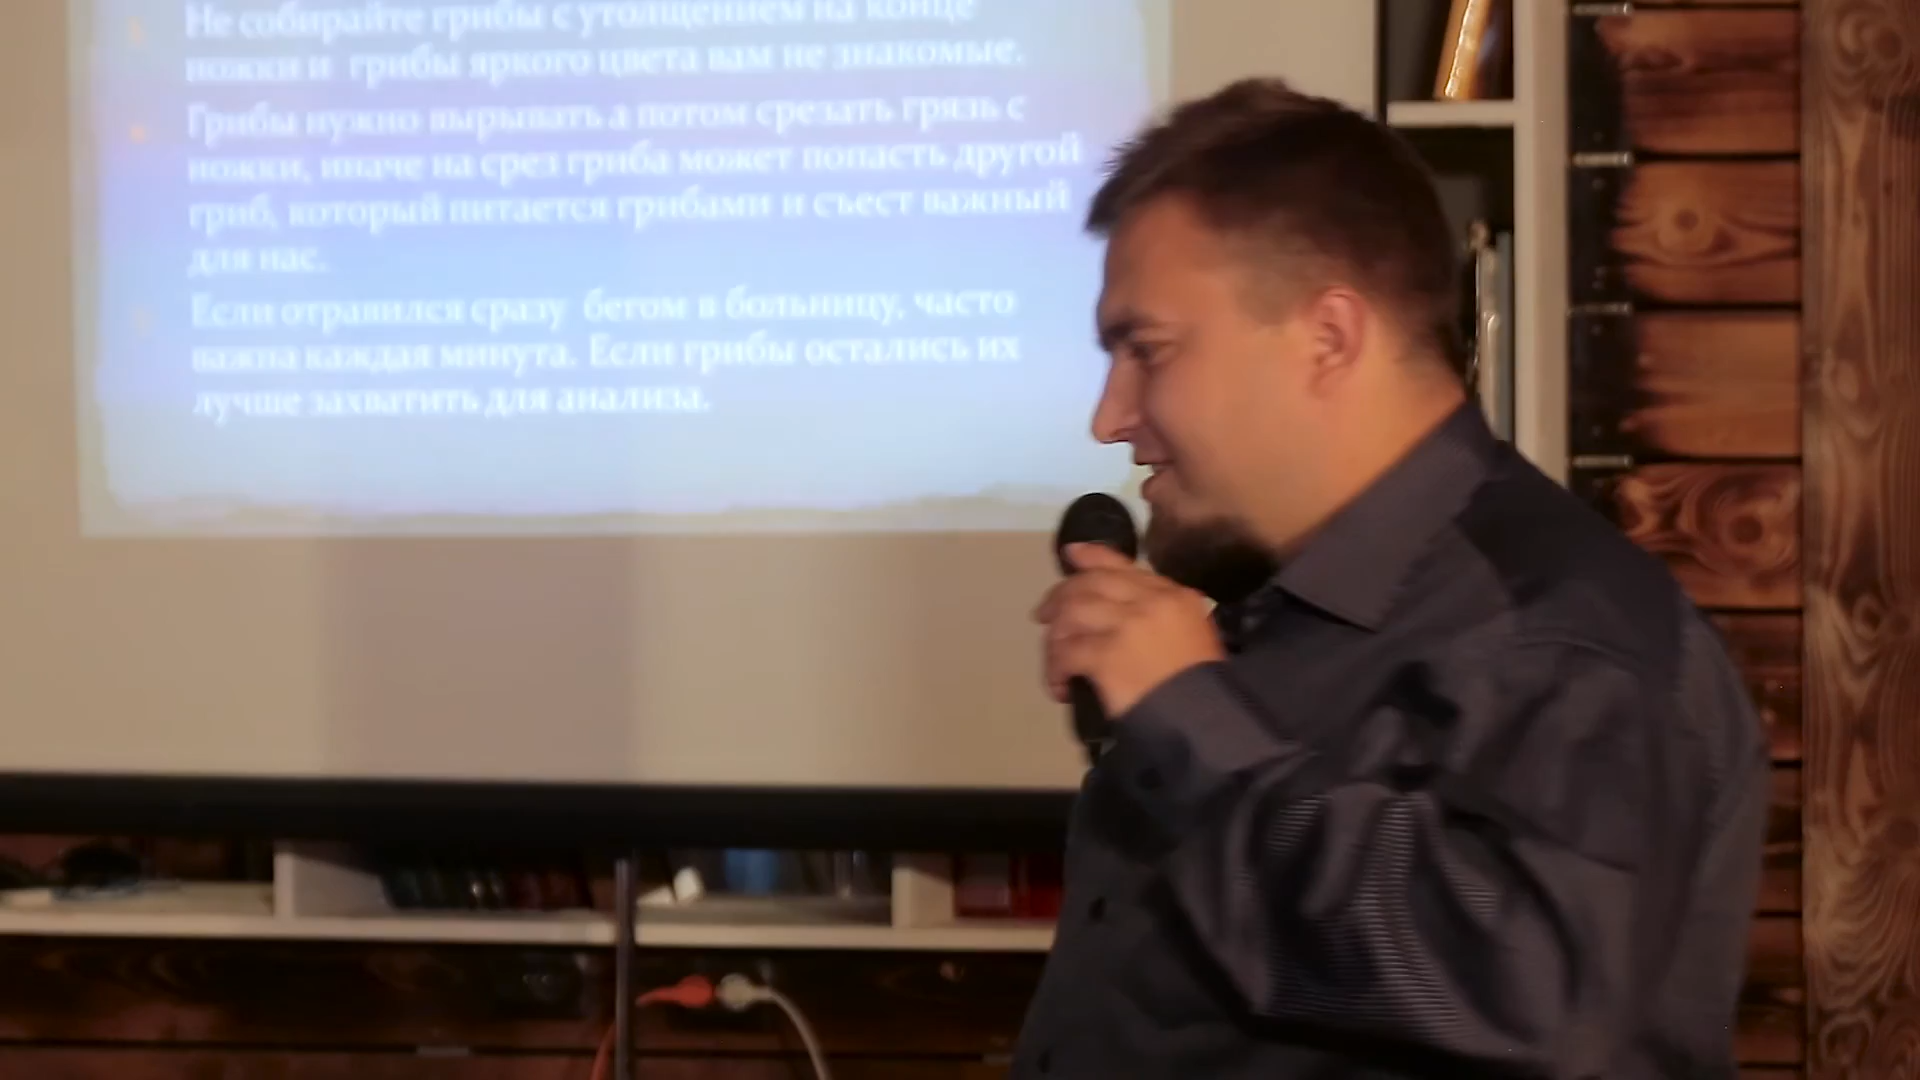 Не собирайте грибы с утолщением на конце
ножки и грибы яркого цвета вам не знакомые.
Грибы нужно вырывать а потом срезать грязь с
ножки, иначе на срез гриба может попасть другой
гриб, который питается грибами и съест важный
для нас.
Если отравился сразу бегом в больницу, часто
важна каждая минута. Если грибы остались их
лучше захватить для анализа.